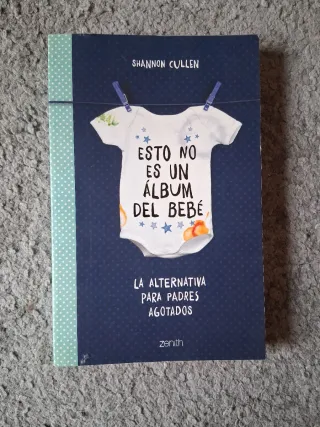 SHANNON CULLEN
ESTO NO
ES UN
ÁLBUM
DEL BEBÉ
LA ALTERNATIVA
PARA PADRES
AGOTADOS
zenith